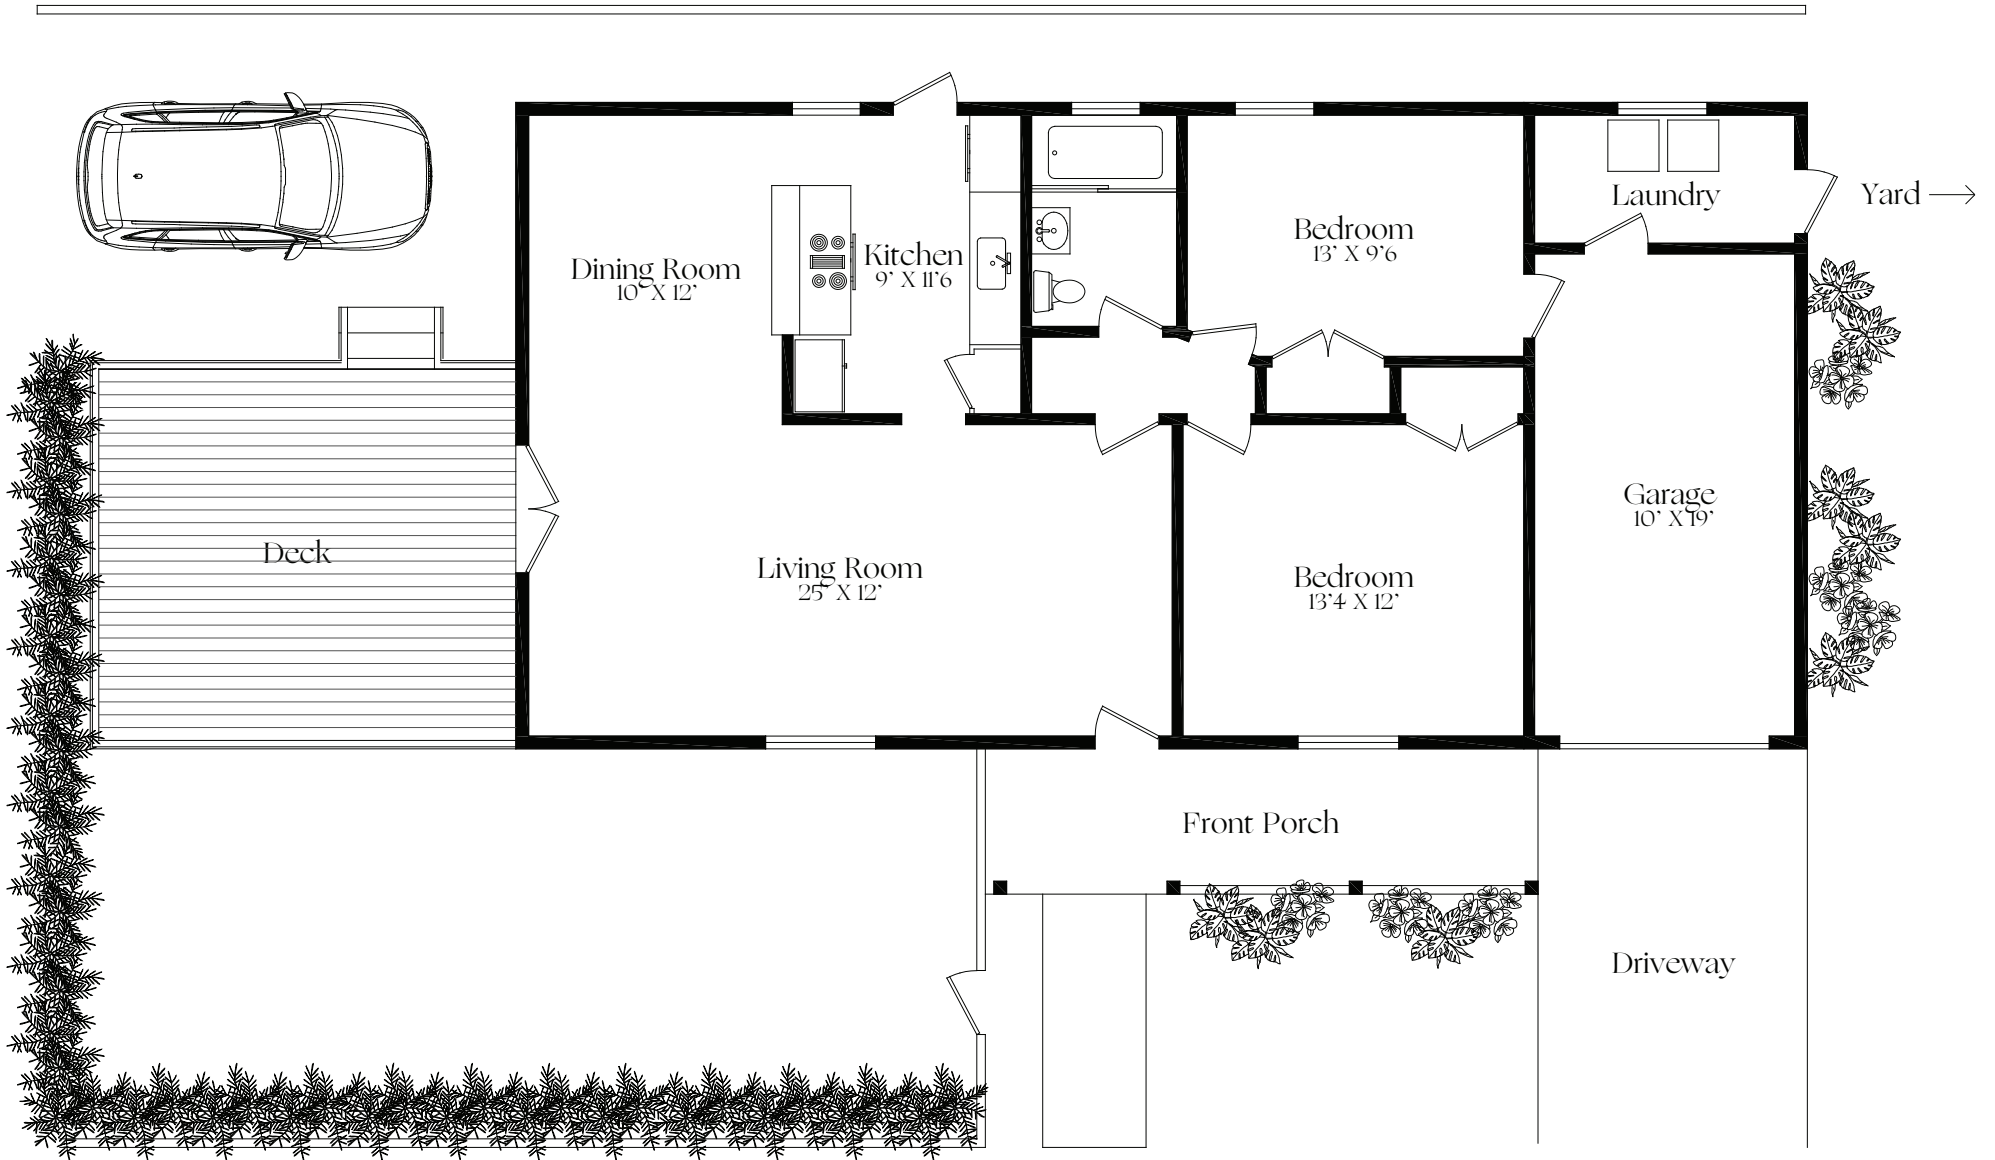 Laundry
Yard
Bedroom
13' X 9'6
Dining Room
10' X 12'
Kitchen
9' X 11'6
Garage
10' X 19'
Deck
Living Room
25' X 12'
Bedroom
13'4 X 12'
Front Porch
Driveway